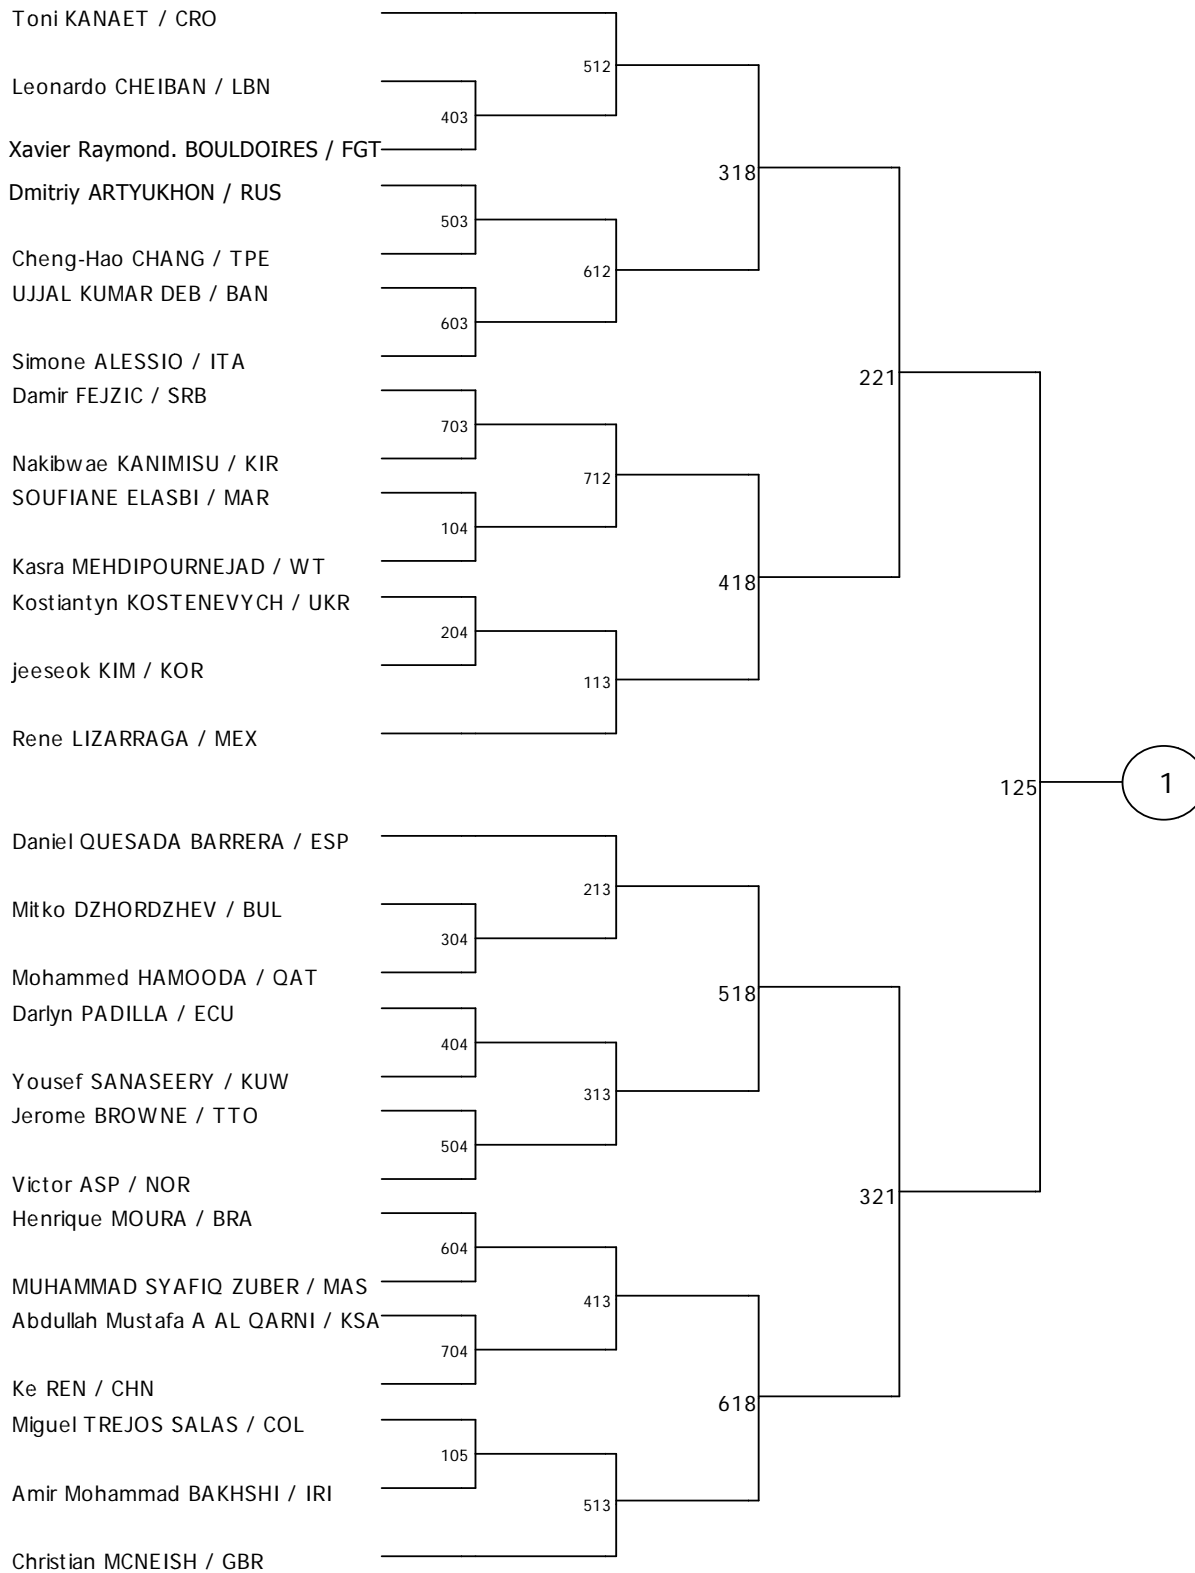 Toni KANAET / CRO
512
Leonardo CHEIBAN / LBN
403
Xavier Raymond. BOULDOIRES / FGT
318
Dmitriy ARTYUKHON / RUS
503
Cheng-Hao CHANG / TPE
612
UJJAL KUMAR DEB / BAN
603
Simone ALESSIO / ITA
221
Damir FEJZIC / SRB
703
Nakibwae KANIMISU / KIR
712
SOUFIANE ELASBI / MAR
104
Kasra MEHDIPOURNEJAD / WT
418
Kostiantyn KOSTENEVYCH / UKR
204
jeeseok KIM / KOR
113
Rene LIZARRAGA / MEX
125
1
Daniel QUESADA BARRERA / ESP
213
Mitko DZHORDZHEV / BUL
304
Mohammed HAMOODA / QAT
518
Darlyn PADILLA / ECU
404
Yousef SANASEERY / KUW
313
Jerome BROWNE / TTO
504
Victor ASP / NOR
321
Henrique MOURA / BRA
604
MUHAMMAD SYAFIQ ZUBER / MAS
413
Abdullah Mustafa A AL QARNI / KSA
704
Ke REN / CHN
618
Miguel TREJOS SALAS / COL
105
Amir Mohammad BAKHSHI / IRI
513
Christian MCNEISH / GBR